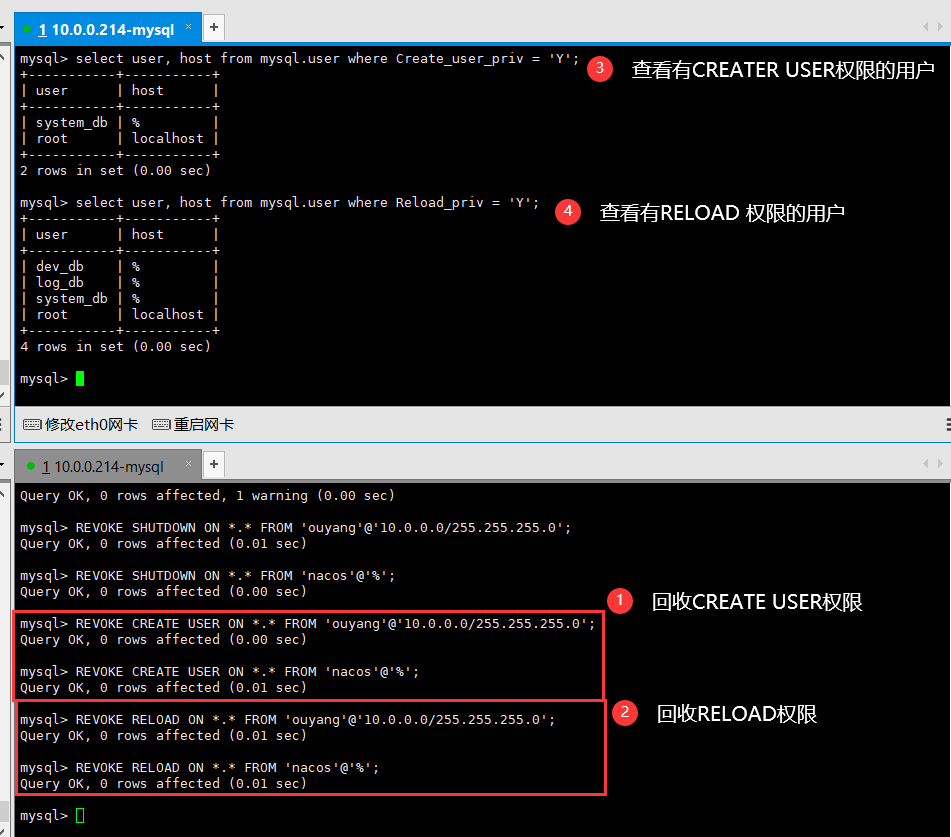 1 10.0.0.214-mysql × +
mysql> select user, host from mysql.user where Create_user_priv = 'Y';
3 查看有CREATER USER权限的用户
+-----------+-----------+
| user      | host      |
+-----------+-----------+
| system_db | %         |
| root      | localhost |
+-----------+-----------+
2 rows in set (0.00 sec)
mysql> select user, host from mysql.user where Reload_priv = 'Y';
4 查看有RELOAD 权限的用户
+-----------+-----------+
| user      | host      |
+-----------+-----------+
| dev_db    | %         |
| log_db    | %         |
| system_db | %         |
| root      | localhost |
+-----------+-----------+
4 rows in set (0.00 sec)
mysql>
修改eth0网卡 重启网卡
1 10.0.0.214-mysql × +
Query OK, 0 rows affected, 1 warning (0.00 sec)
mysql> REVOKE SHUTDOWN ON *.* FROM 'ouyang'@'10.0.0.0/255.255.255.0';
Query OK, 0 rows affected (0.01 sec)
mysql> REVOKE SHUTDOWN ON *.* FROM 'nacos'@'%';
Query OK, 0 rows affected (0.00 sec)
1 回收CREATE USER权限
mysql> REVOKE CREATE USER ON *.* FROM 'ouyang'@'10.0.0.0/255.255.255.0';
Query OK, 0 rows affected (0.00 sec)
mysql> REVOKE CREATE USER ON *.* FROM 'nacos'@'%';
Query OK, 0 rows affected (0.01 sec)
2 回收RELOAD权限
mysql> REVOKE RELOAD ON *.* FROM 'ouyang'@'10.0.0.0/255.255.255.0';
Query OK, 0 rows affected (0.01 sec)
mysql> REVOKE RELOAD ON *.* FROM 'nacos'@'%';
Query OK, 0 rows affected (0.01 sec)
mysql>